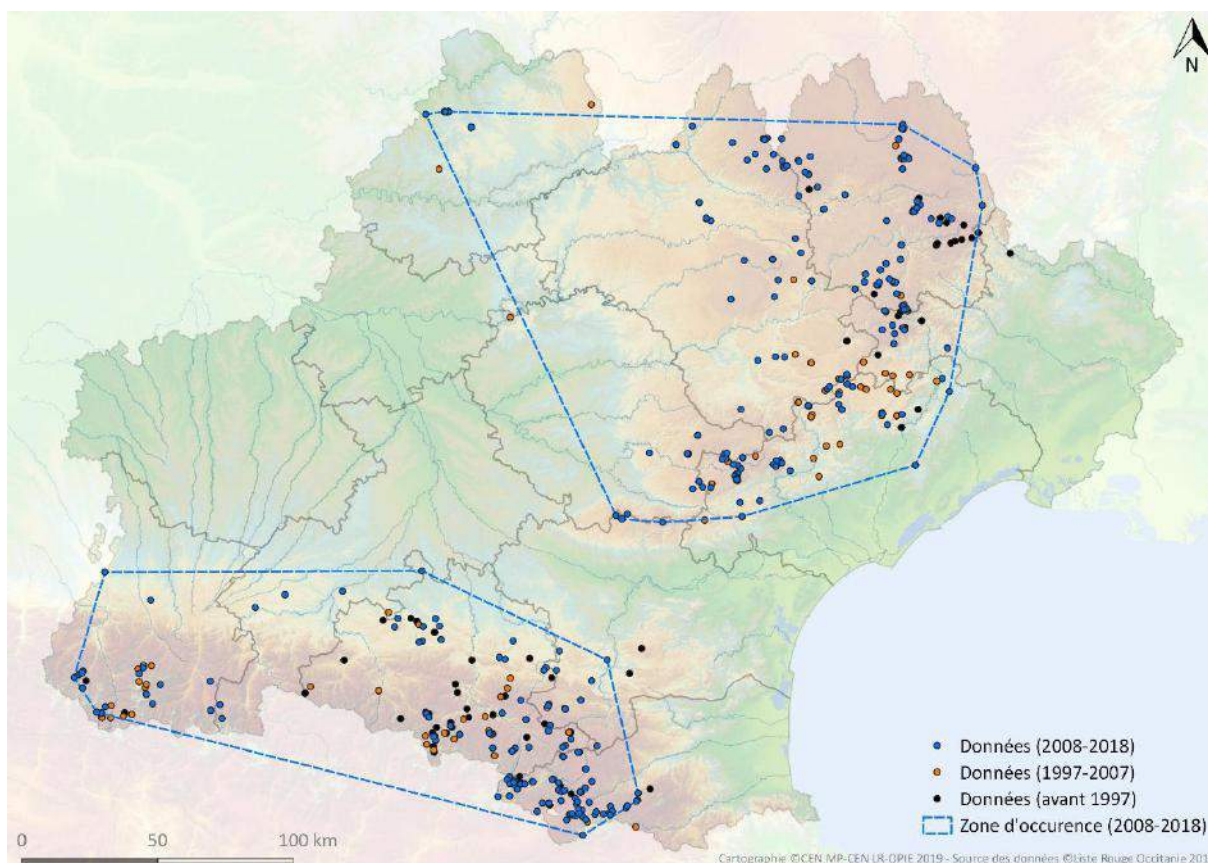 N
Données (2008-2018)
Données (1997-2007)
Données (avant 1997)
Zone d'occurence (2008-2018)
0 50 100 km
Cartographie ©CEN MP-CEN LR-OPIE 2019 - Source des données ©Liste Rouge Occitanie 201